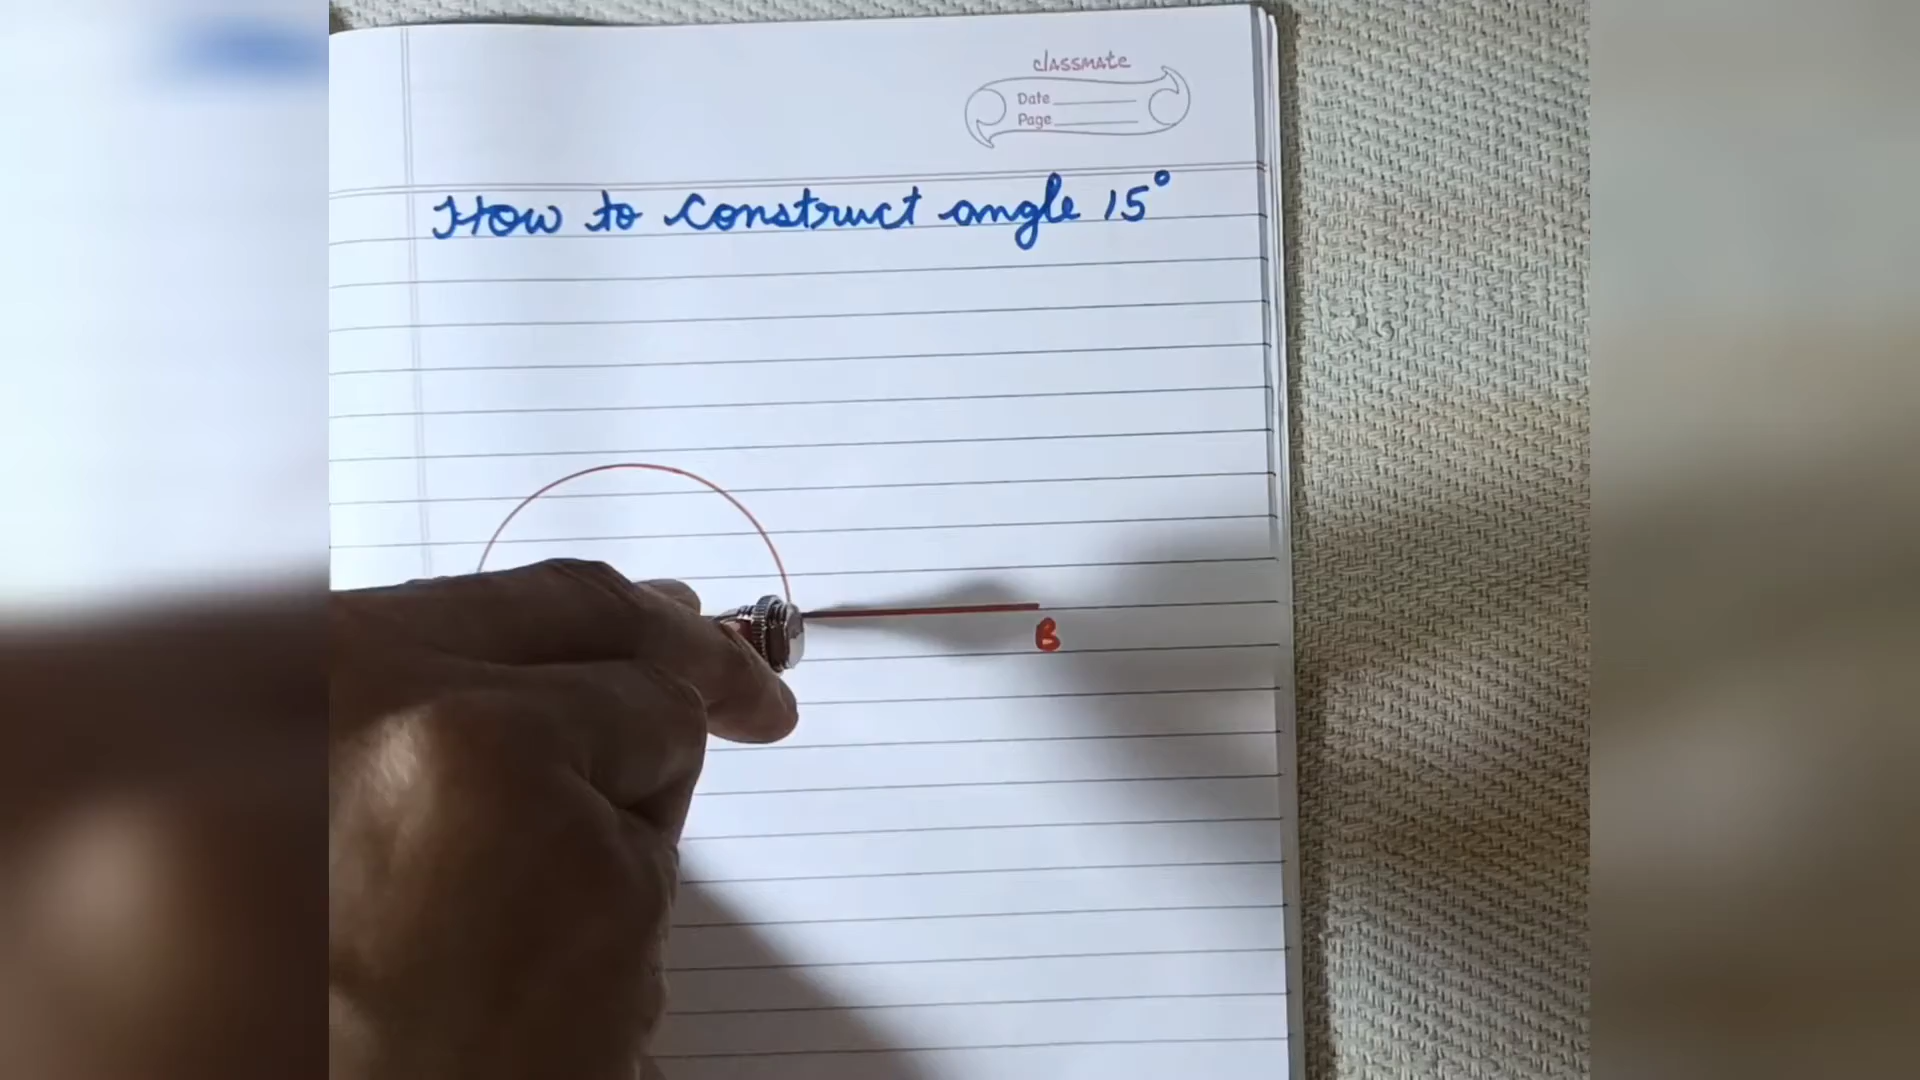 classmate
Date
Page
How to construct angle 15°
B